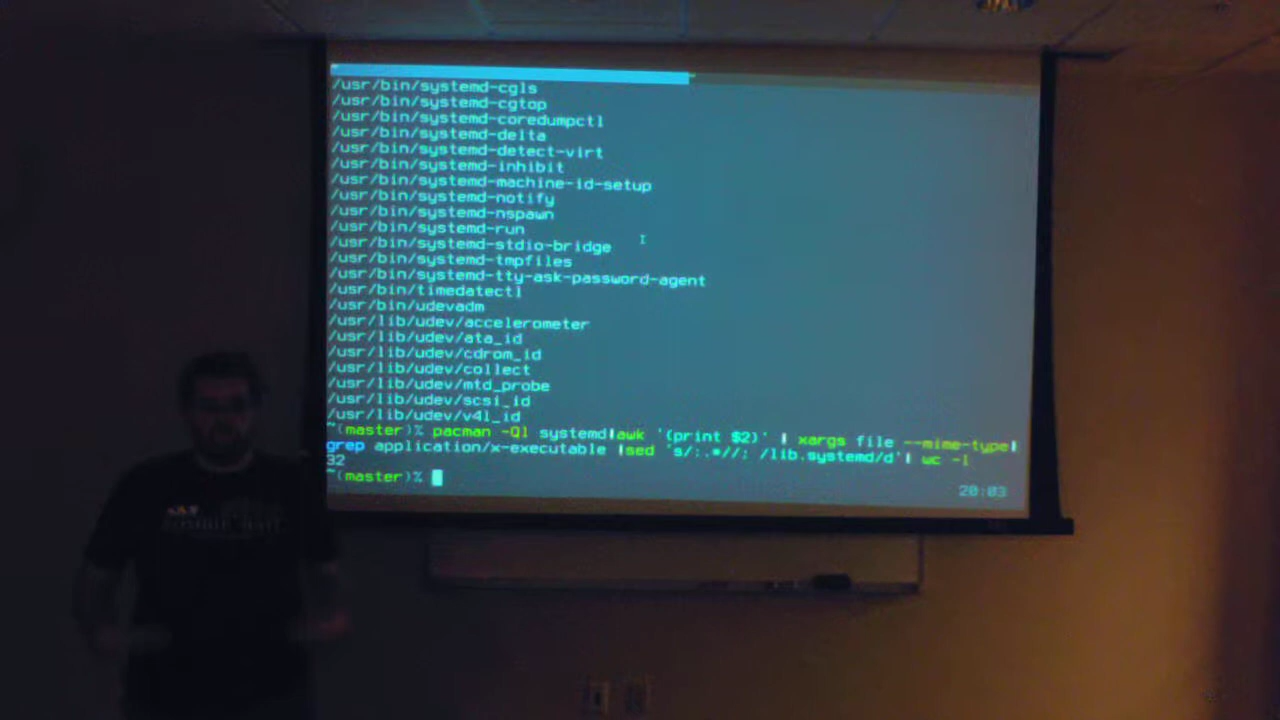 /usr/bin/systemd-cgls
/usr/bin/systemd-cgtop
/usr/bin/systemd-coredumpctl
/usr/bin/systemd-delta
/usr/bin/systemd-detect-virt
/usr/bin/systemd-inhibit
/usr/bin/systemd-machine-id-setup
/usr/bin/systemd-notify
/usr/bin/systemd-nspawn
/usr/bin/systemd-run
/usr/bin/systemd-stdio-bridge
/usr/bin/systemd-tmpfiles
/usr/bin/systemd-tty-ask-password-agent
/usr/bin/timedatectl
/usr/bin/udevadm
/usr/lib/udev/accelerometer
/usr/lib/udev/ata_id
/usr/lib/udev/cdrom_id
/usr/lib/udev/collect
/usr/lib/udev/mtd_probe
/usr/lib/udev/scsi_id
/usr/lib/udev/v4l_id
~(master)% pacman -Ql systemd|awk '{print $2}' | xargs file --mime-type|
grep application/x-executable |sed 's/:.*//; /lib.systemd/d'| wc -l
32
~(master)%
20:03